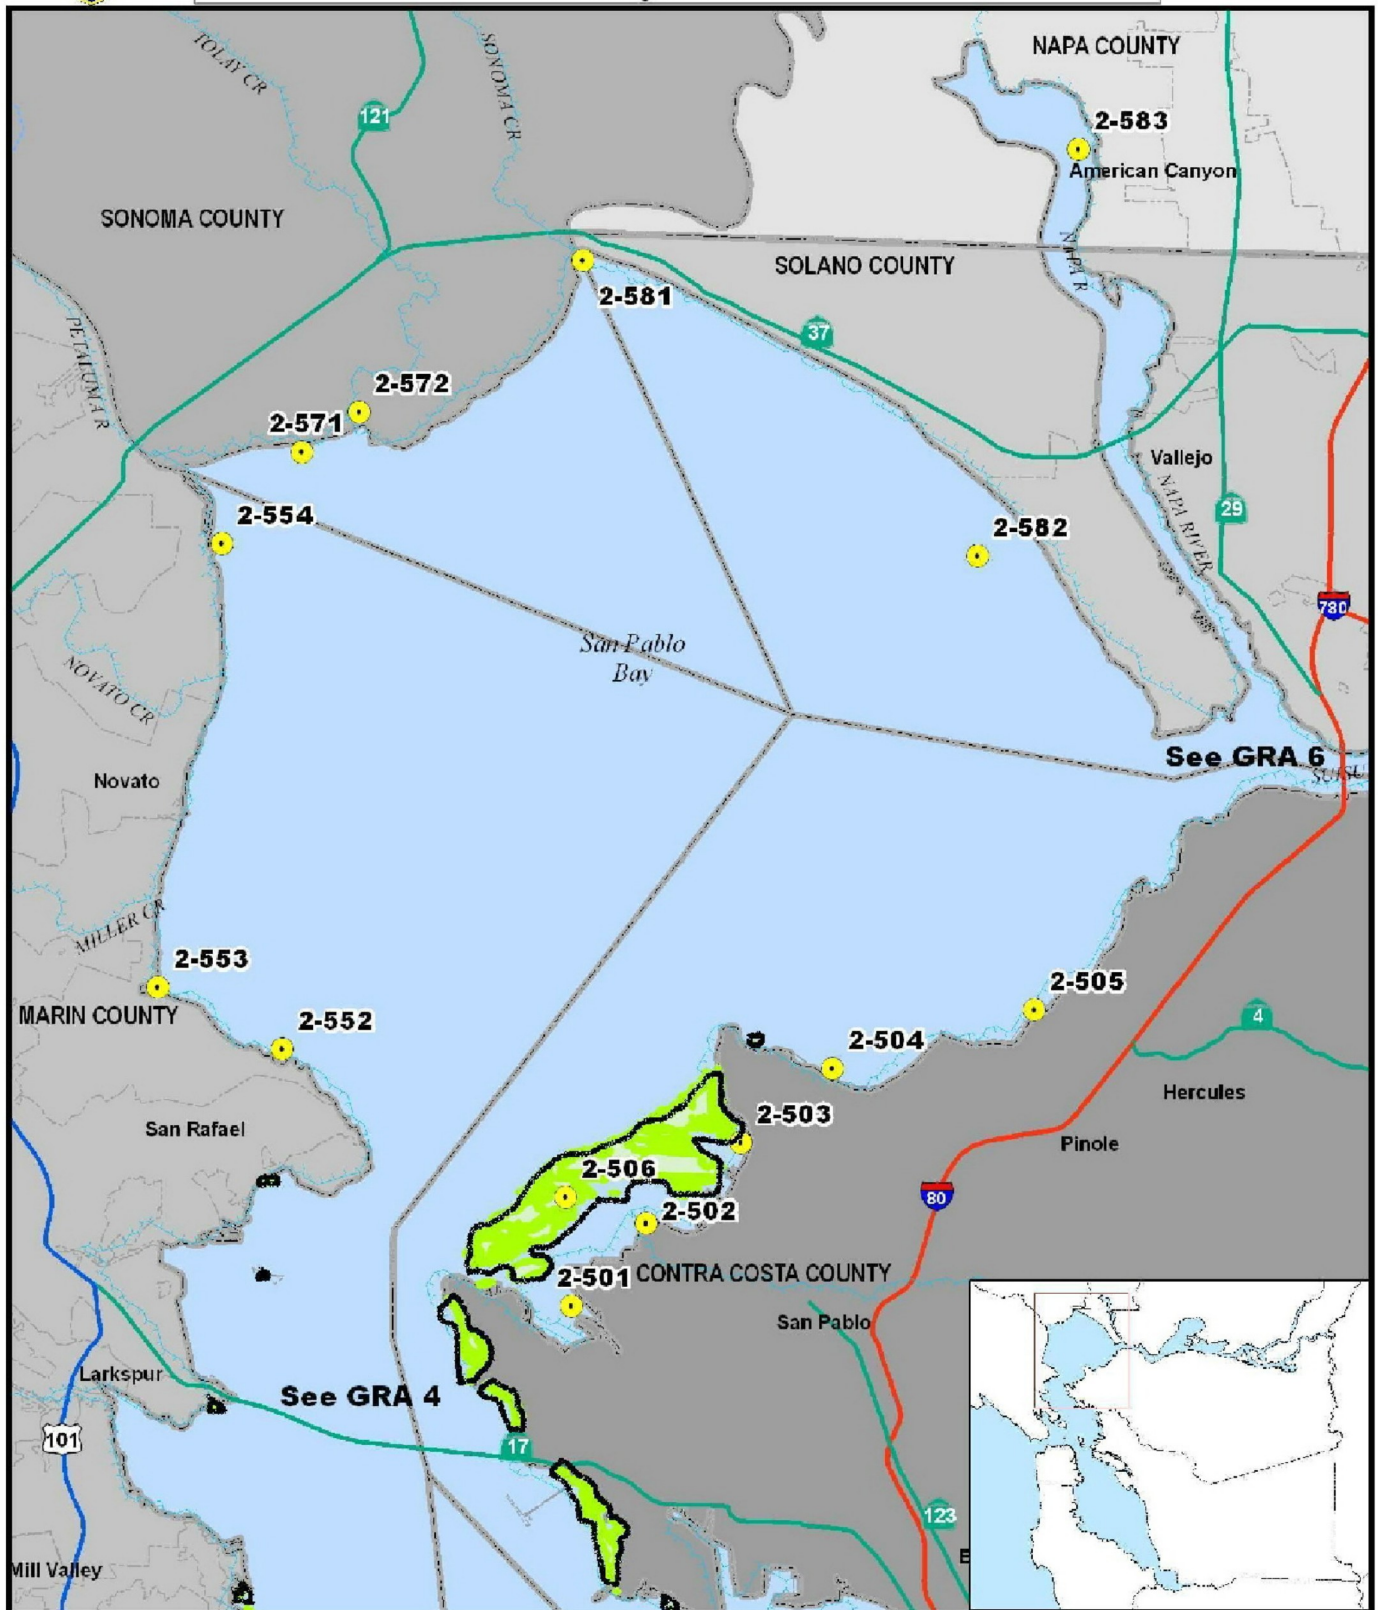 NAPA COUNTY
TOLAY CR
SONOMA CR
121
2-583
American Canyon
SONOMA COUNTY
NAPA R
SOLANO COUNTY
2-581
37
PETALUMA R
2-572
2-571
Vallejo
NAPA RIVER
29
2-554
2-582
780
San Pablo
Bay
NOVATO CR
See GRA 6
Novato
MILLER CR
2-553
2-505
MARIN COUNTY
2-552
4
2-504
Hercules
2-503
San Rafael
Pinole
2-506
80
2-502
2-501
CONTRA COSTA COUNTY
San Pablo
Larkspur
See GRA 4
101
17
123
E
Mill Valley